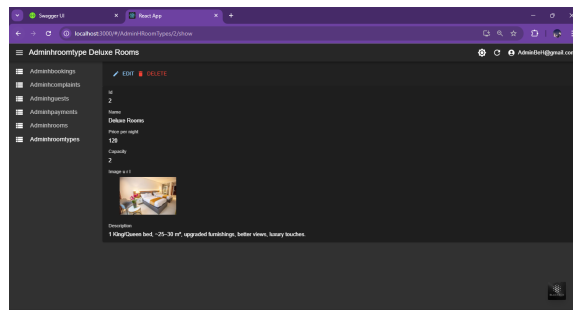 Swagger UI
React App
localhost:3000/#/AdminHRoomTypes/2/show
Adminhroomtype Deluxe Rooms
AdminBeH@gmail.com
Adminhbookings
Adminhcomplaints
Adminhguests
Adminhpayments
Adminhrooms
Adminhroomtypes
EDIT
DELETE
Id
2
Name
Deluxe Rooms
Price per night
120
Capacity
2
Image u r l
Description
1 King/Queen bed, ~25–30 m², upgraded furnishings, better views, luxury touches.